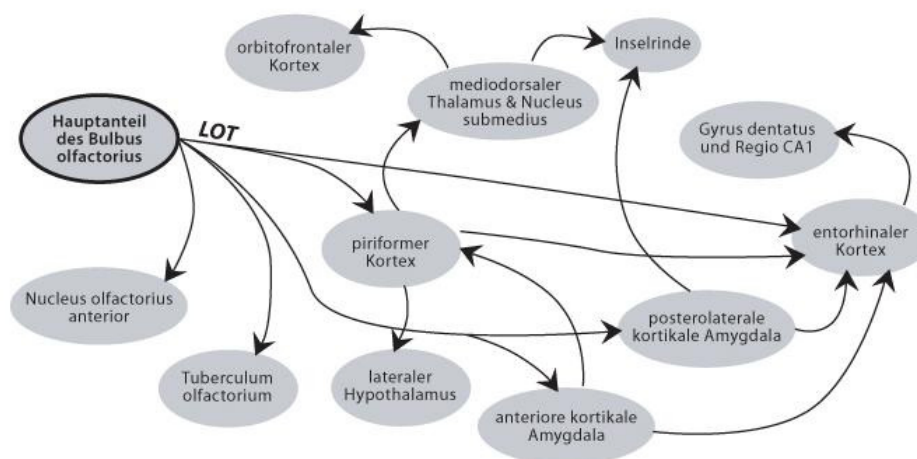 orbitofrontaler
Kortex
Inselrinde
mediodorsaler
Thalamus & Nucleus
submedius
Hauptanteil
des Bulbus
olfactorius
LOT
Gyrus dentatus
und Regio CA1
piriformer
Kortex
entorhinaler
Kortex
Nucleus olfactorius
anterior
posterolaterale
kortikale Amygdala
Tuberculum
olfactorium
lateraler
Hypothalamus
anteriore kortikale
Amygdala